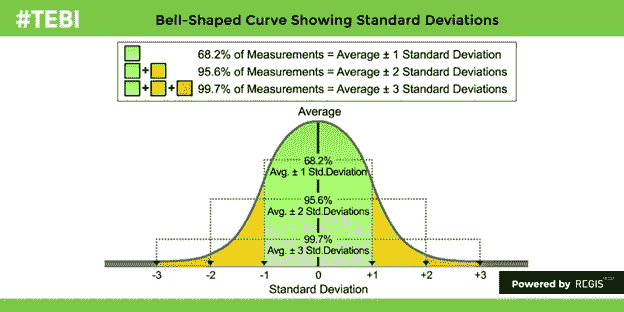 #TEBI
Bell-Shaped Curve Showing Standard Deviations
68.2% of Measurements = Average ± 1 Standard Deviation
+
95.6% of Measurements = Average ± 2 Standard Deviations
+ +
99.7% of Measurements = Average ± 3 Standard Deviations
Average
68.2%
Avg. ± 1 Std.Deviation
95.6%
Avg. ± 2 Std.Deviations
99.7%
Avg. ± 3 Std.Deviations
-3 -2 -1 0 +1 +2 +3
Standard Deviation
Powered by REGIS